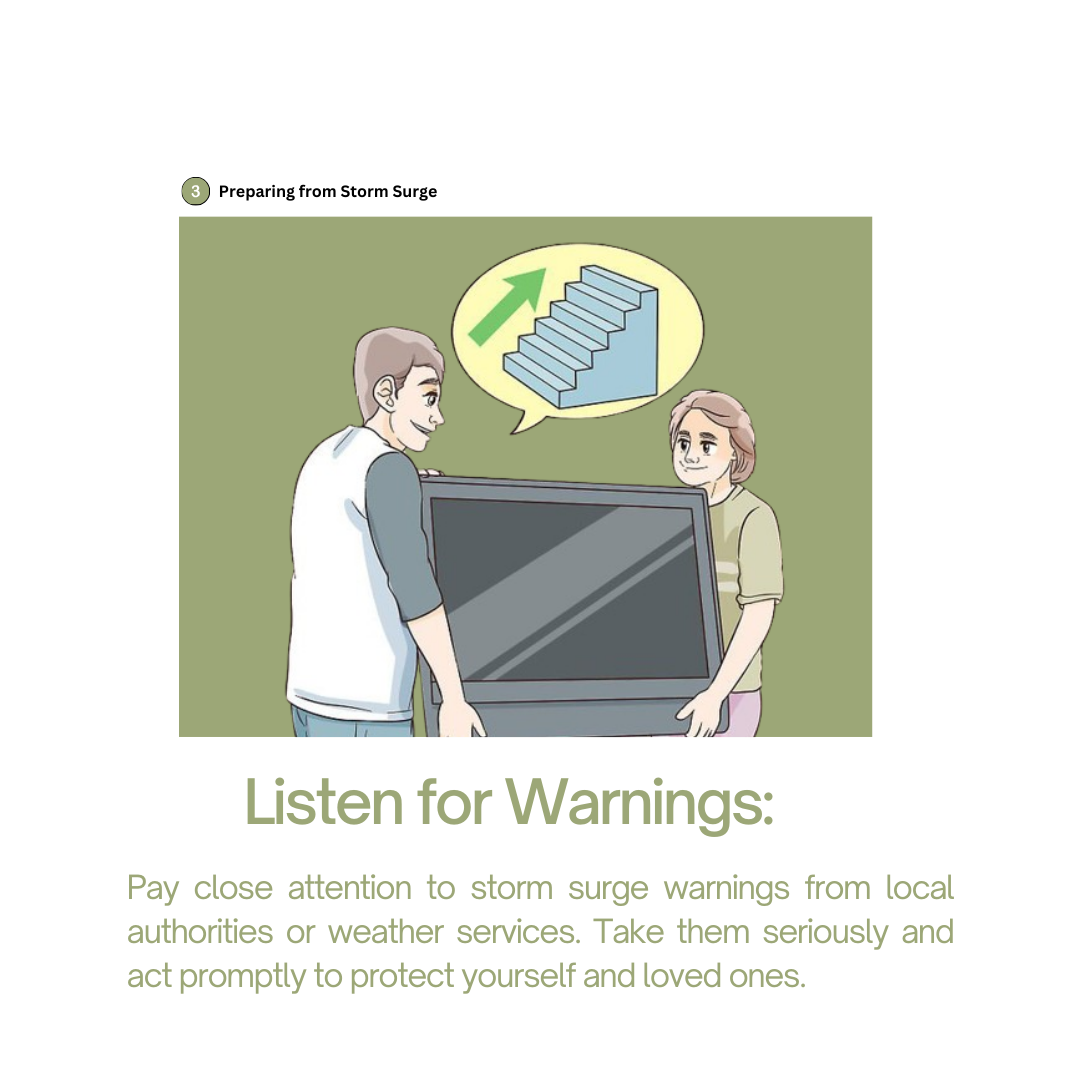 3 Preparing from Storm Surge
Listen for Warnings:
Pay close attention to storm surge warnings from local
authorities or weather services. Take them seriously and
act promptly to protect yourself and loved ones.